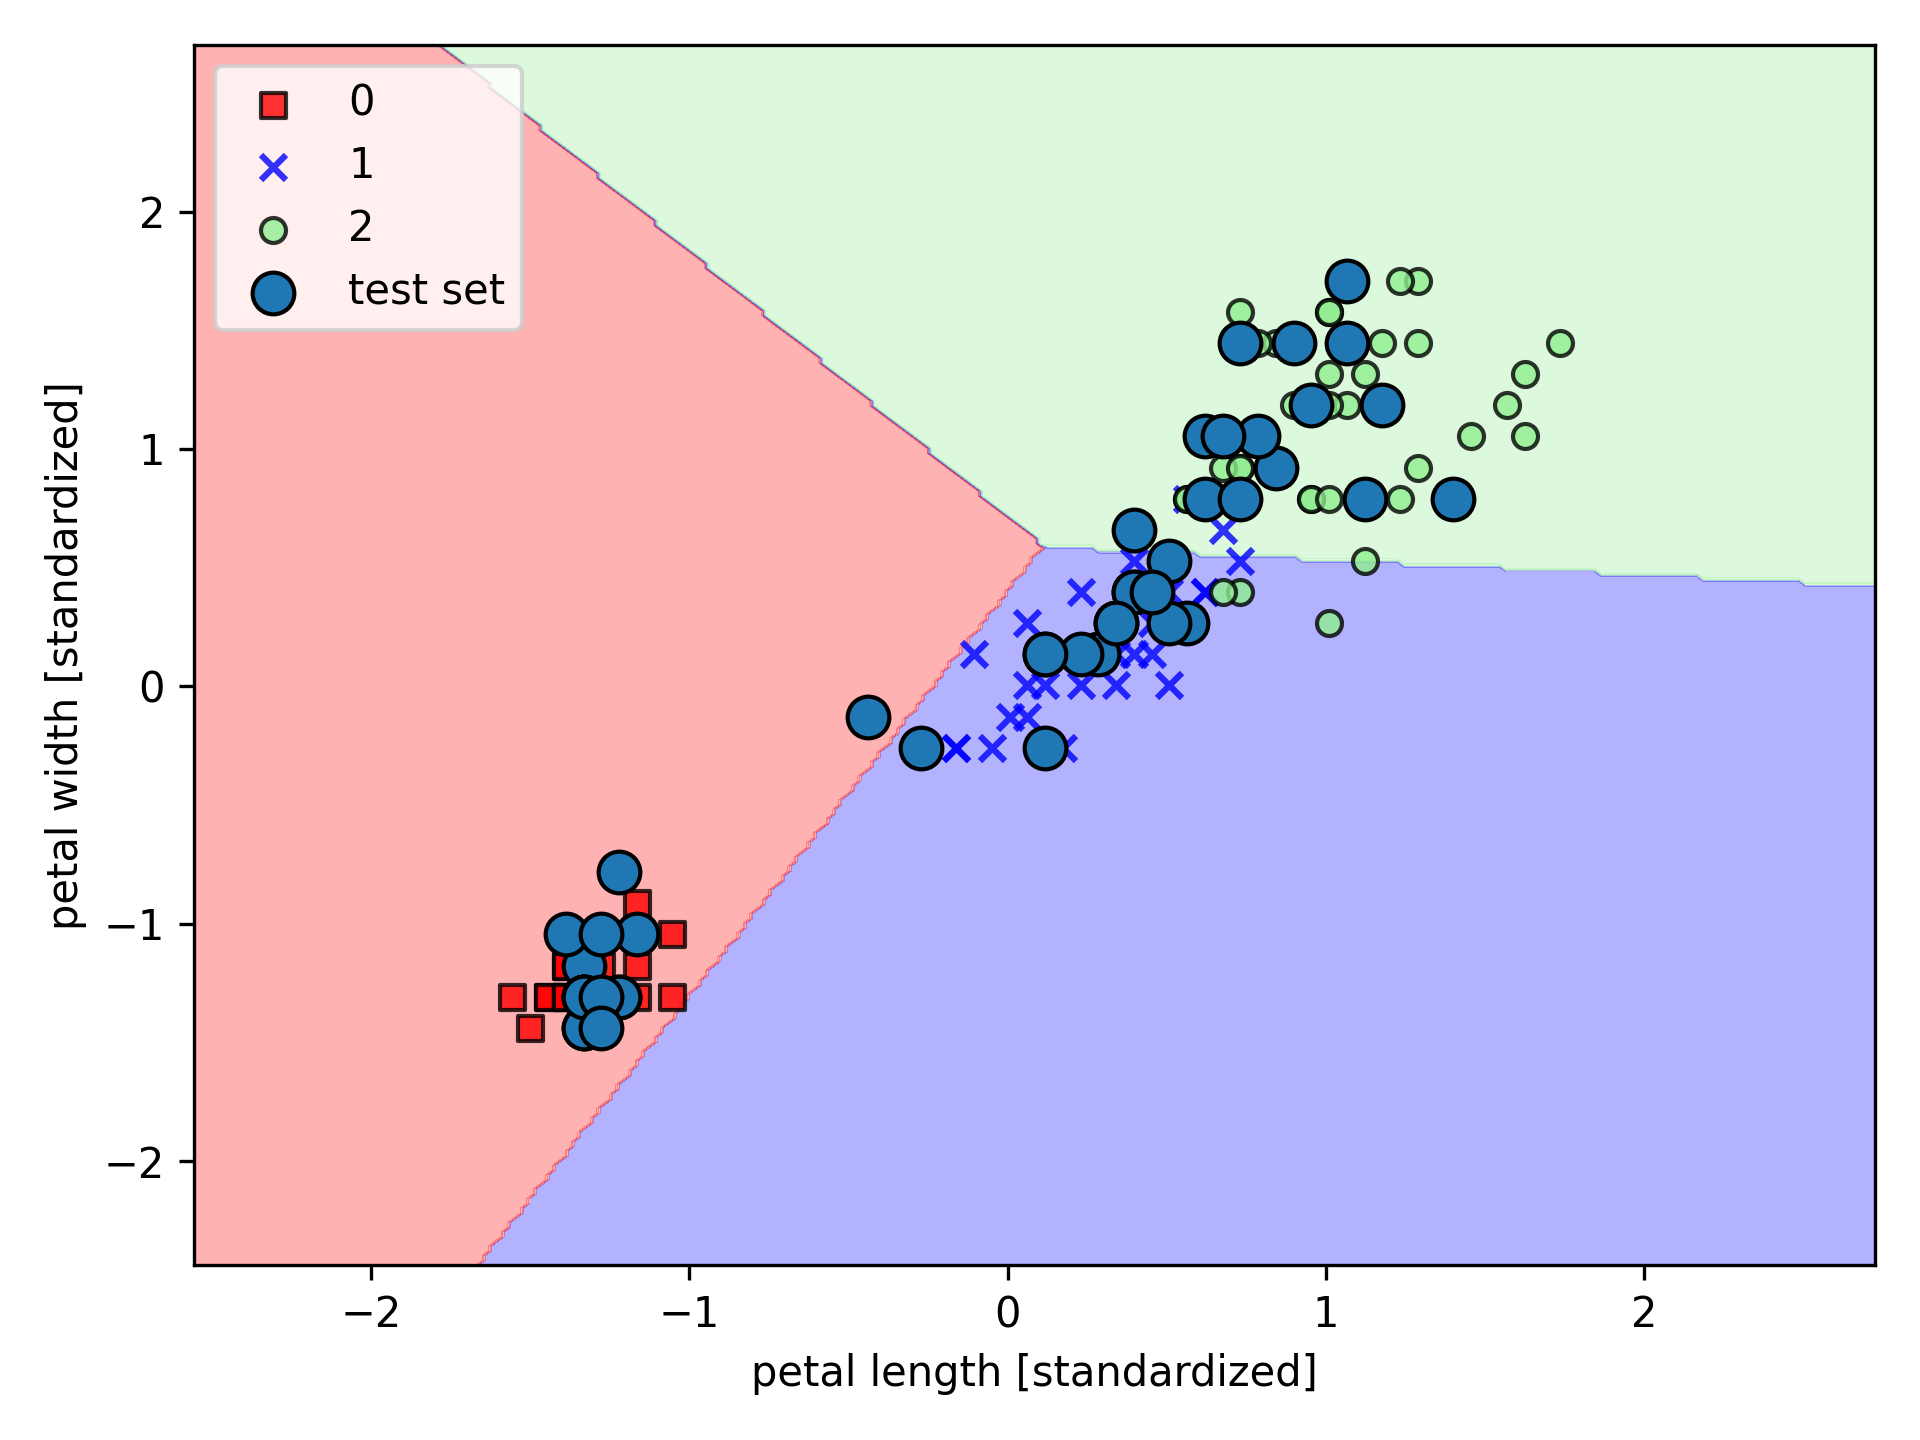 0
1
2
test set
2
1
0
−1
−2
petal width [standardized]
−2 −1 0 1 2
petal length [standardized]